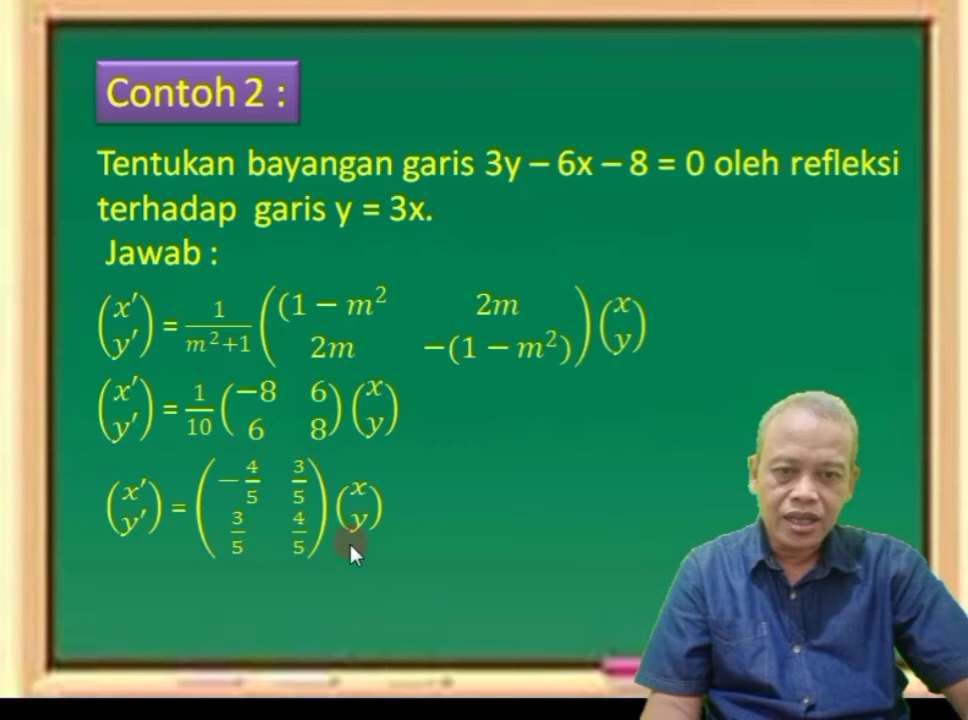 Contoh 2 :
Tentukan bayangan garis 3y – 6x – 8 = 0 oleh refleksi
terhadap garis y = 3x.
Jawab :
(x′ y′) = 1/(m²+1) ((1 − m² 2m 2m −(1 − m²)) (x y)
(x′ y′) = 1/10 (−8 6 6 8) (x y)
(x′ y′) = (−4/5 3/5 3/5 4/5) (x y)